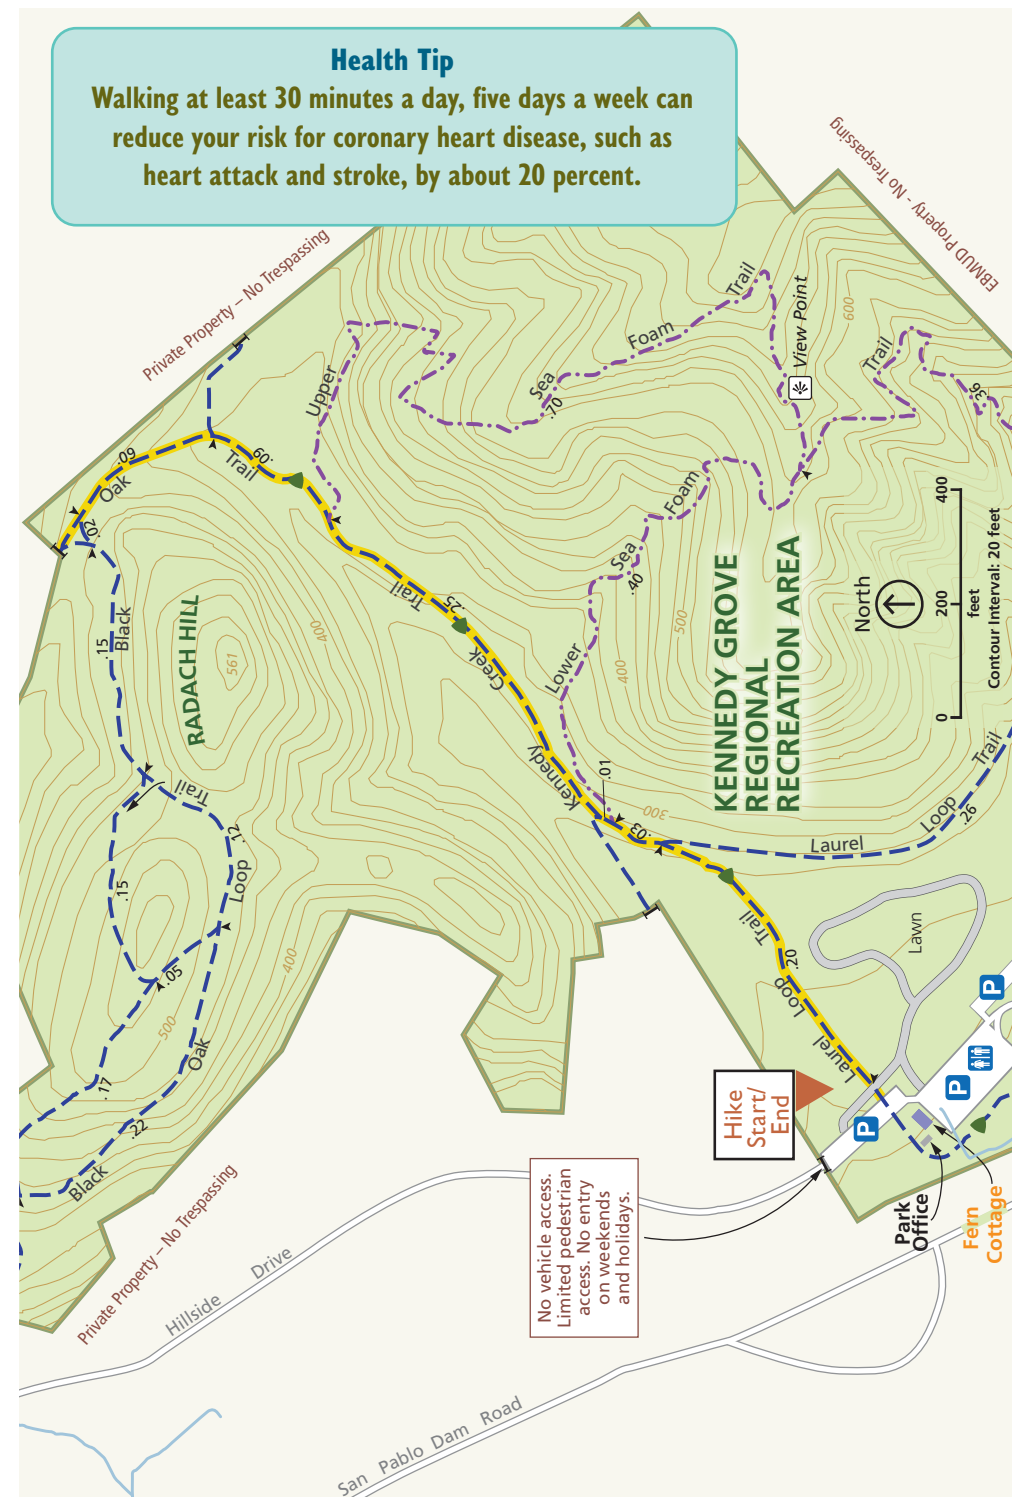 Health Tip
Walking at least 30 minutes a day, five days a week can
reduce your risk for coronary heart disease, such as
heart attack and stroke, by about 20 percent.
Private Property – No Trespassing
EBMUD Property - No Trespassing
Upper
Sea
Foam
Trail
.70
View Point
600
Trail
.36
Oak
.09
Trail
.09
.02
Black
.15
RADACH HILL
561
400
Trail
.25
Creek
Kennedy
Lower
Sea
Foam
.40
500
400
300
.01
.03
KENNEDY GROVE
REGIONAL
RECREATION AREA
North
0
200
400
feet
Contour Interval: 20 feet
Trail
.12
Loop
.15
.05
400
500
.17
Oak
.22
Black
Laurel
Loop
Trail
.26
Trail
.20
Loop
Laurel
Lawn
P
P
P
Hike
Start/
End
Private Property – No Trespassing
No vehicle access.
Limited pedestrian
access. No entry
on weekends
and holidays.
Park
Office
Fern
Cottage
Hillside
Drive
San Pablo Dam Road